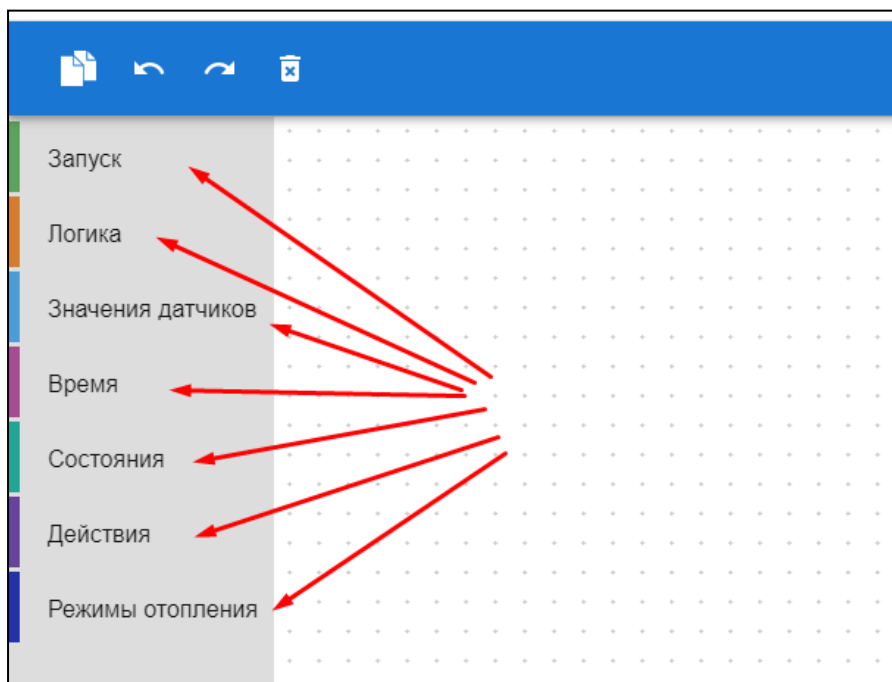 Запуск
Логика
Значения датчиков
Время
Состояния
Действия
Режимы отопления